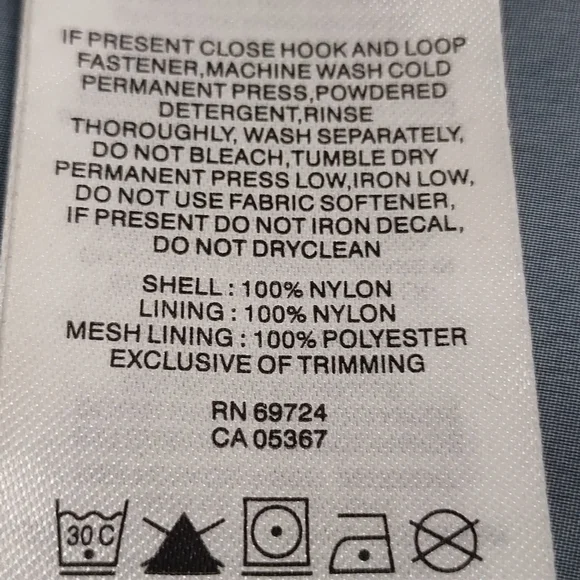 IF PRESENT CLOSE HOOK AND LOOP
FASTENER,MACHINE WASH COLD
PERMANENT PRESS,POWDERED
DETERGENT,RINSE
THOROUGHLY, WASH SEPARATELY,
DO NOT BLEACH,TUMBLE DRY
PERMANENT PRESS LOW,IRON LOW,
DO NOT USE FABRIC SOFTENER,
IF PRESENT DO NOT IRON DECAL,
DO NOT DRYCLEAN
SHELL : 100% NYLON
LINING : 100% NYLON
MESH LINING : 100% POLYESTER
EXCLUSIVE OF TRIMMING
RN 69724
CA 05367
30 C